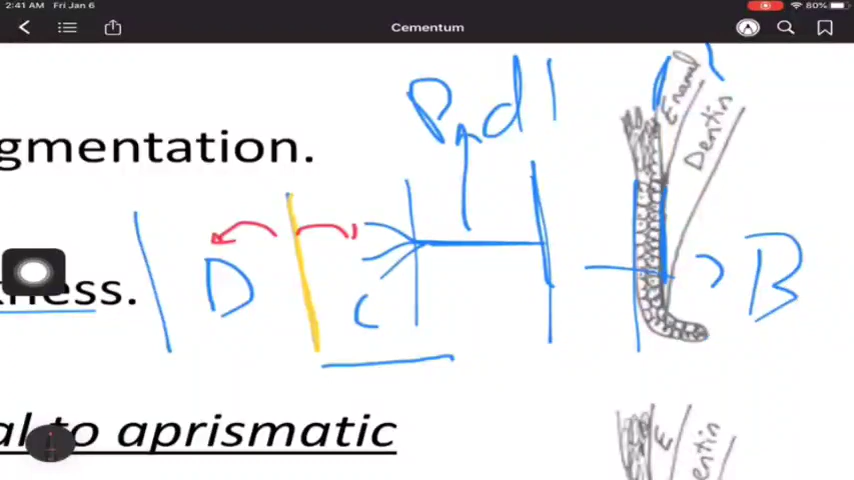 2:41 AM Fri Jan 6
80%
Cementum
gmentation.
Pdl
Enamel
Dentin
D
C
B
ness.
al to aprismatic
E
entin